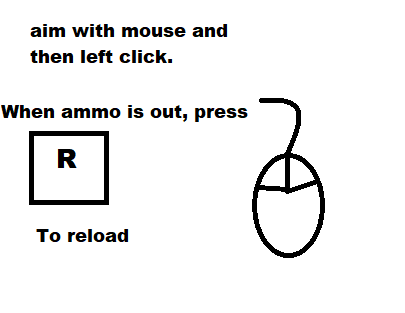 aim with mouse and
then left click.
When ammo is out, press
R
To reload